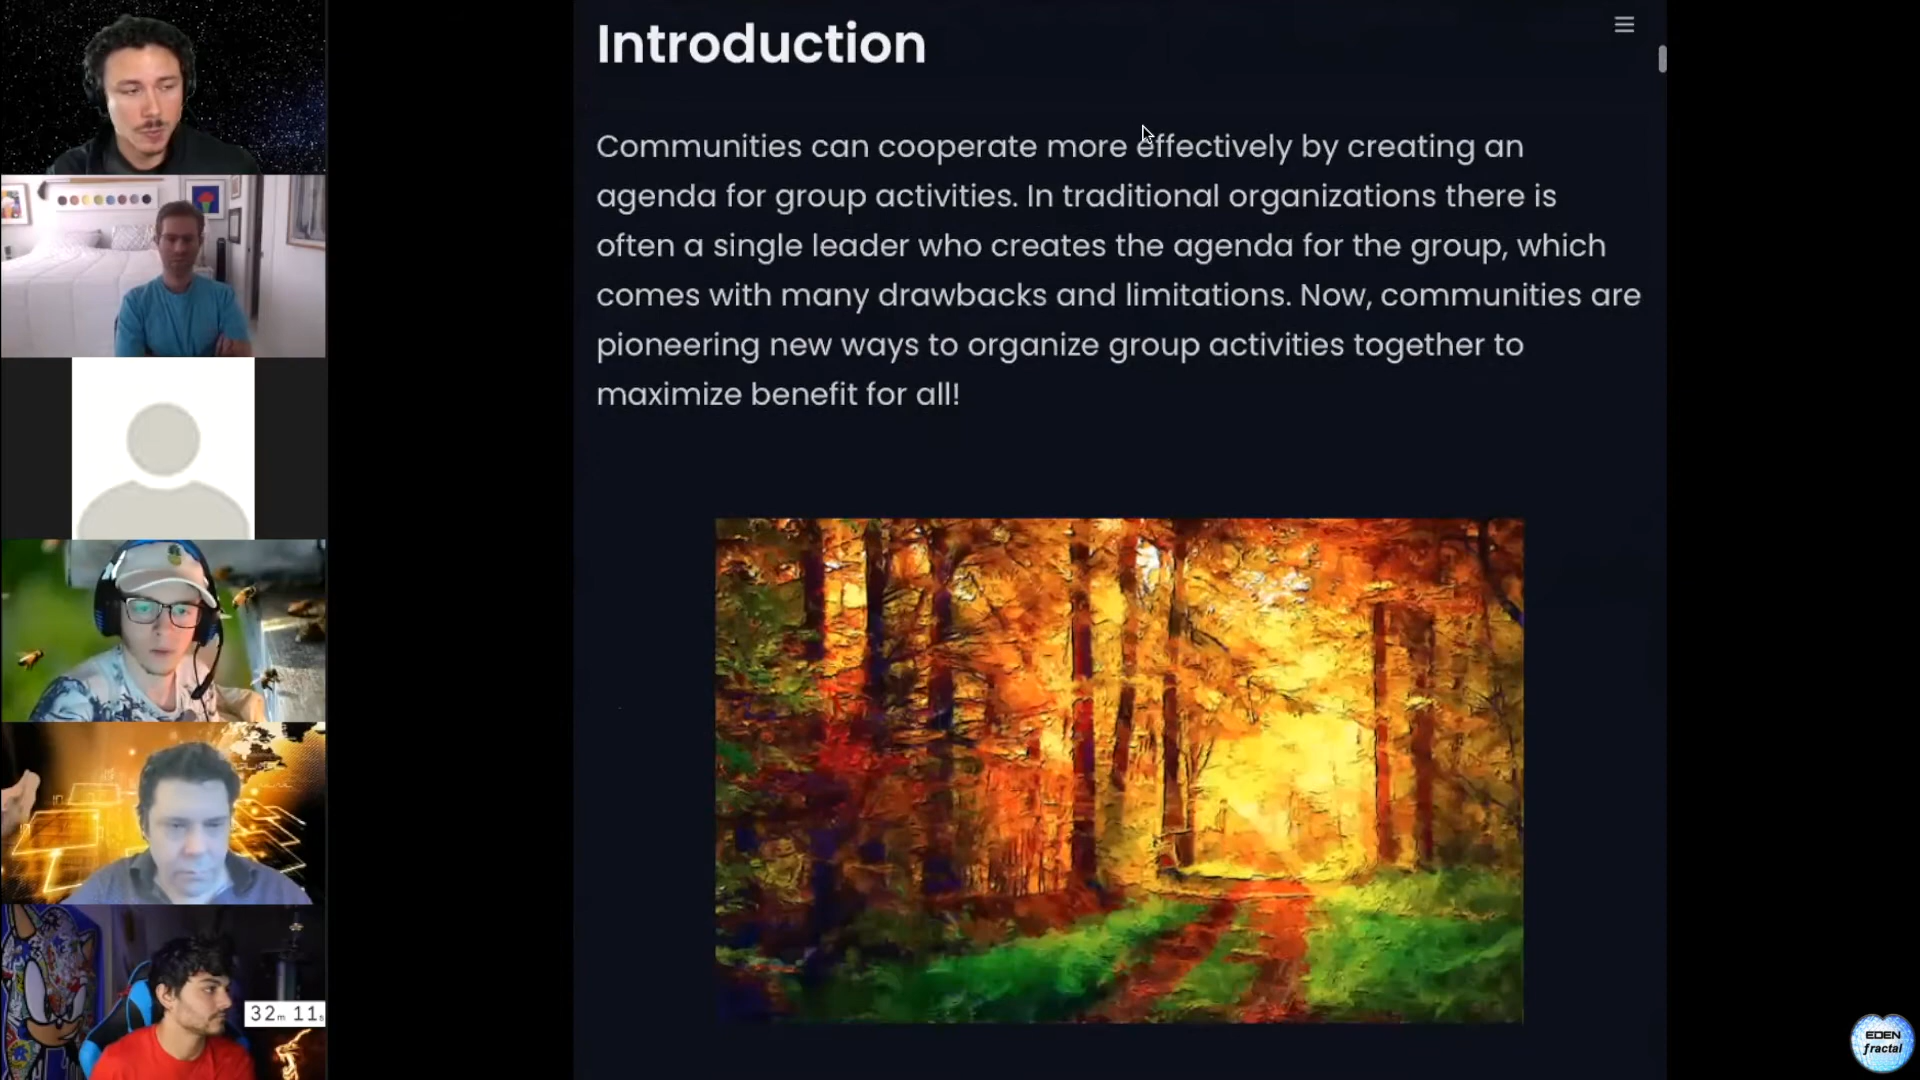 Introduction
Communities can cooperate more effectively by creating an
agenda for group activities. In traditional organizations there is
often a single leader who creates the agenda for the group, which
comes with many drawbacks and limitations. Now, communities are
pioneering new ways to organize group activities together to
maximize benefit for all!
32m 11s
EDEN
fractal